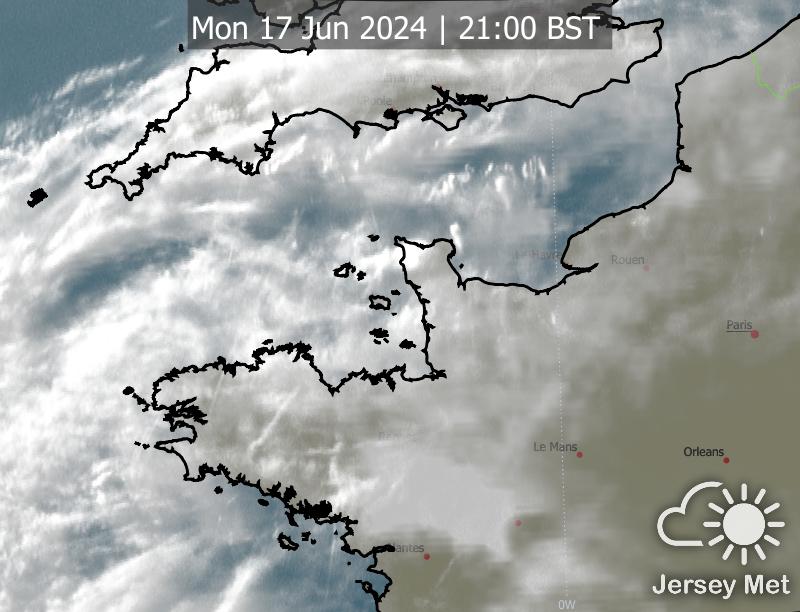 Mon 17 Jun 2024 | 21:00 BST
Poole
Le Havre
Rouen
Paris
Le Mans
Orleans
Nantes
0W
Jersey Met